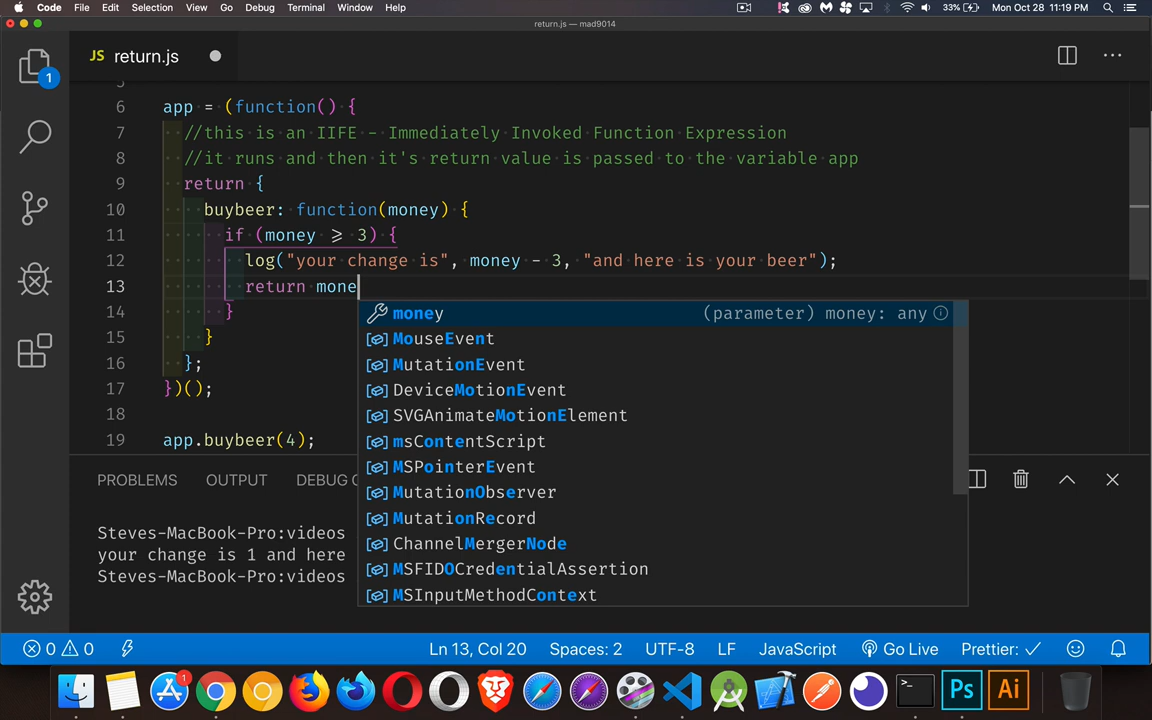 Code File Edit Selection View Go Debug Terminal Window Help 33% Mon Oct 28 11:19 PM
return.js — mad9014
1
JS return.js
5
6 app = (function() {
7 //this is an IIFE - Immediately Invoked Function Expression
8 //it runs and then it's return value is passed to the variable app
9 return {
10 buybeer: function(money) {
11 if (money ≥ 3) {
12 log("your change is", money - 3, "and here is your beer");
13 return mone
14 }
15 }
16 };
17 })();
18
19 app.buybeer(4);
money (parameter) money: any
MouseEvent
MutationEvent
DeviceMotionEvent
SVGAnimateMotionElement
msContentScript
MSPointerEvent
MutationObserver
MutationRecord
ChannelMergerNode
MSFIDOCredentialAssertion
MSInputMethodContext
PROBLEMS OUTPUT DEBUG C
Steves-MacBook-Pro:videos
your change is 1 and here
Steves-MacBook-Pro:videos
0 0 Ln 13, Col 20 Spaces: 2 UTF-8 LF JavaScript Go Live Prettier: ✓
1 >_ Ps Ai